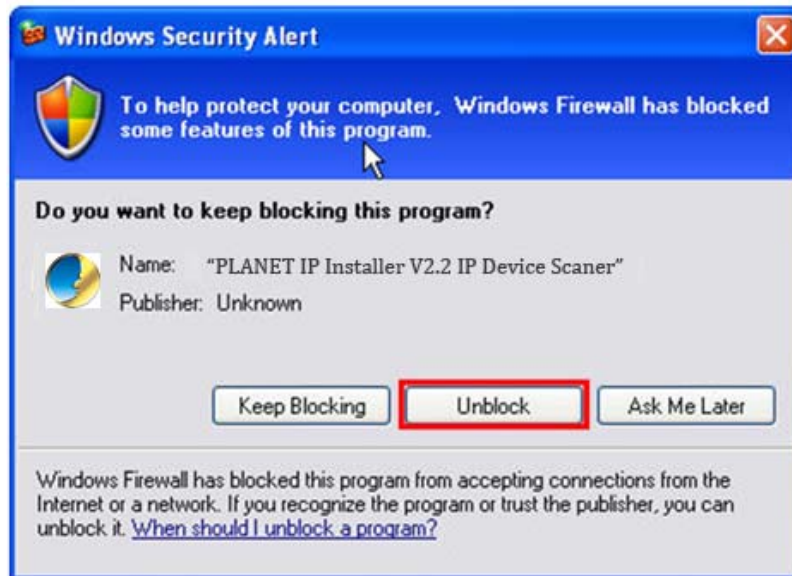 Windows Security Alert
To help protect your computer, Windows Firewall has blocked
some features of this program.
Do you want to keep blocking this program?
Name: “PLANET IP Installer V2.2 IP Device Scaner”
Publisher: Unknown
Keep Blocking Unblock Ask Me Later
Windows Firewall has blocked this program from accepting connections from the
Internet or a network. If you recognize the program or trust the publisher, you can
unblock it. When should I unblock a program?